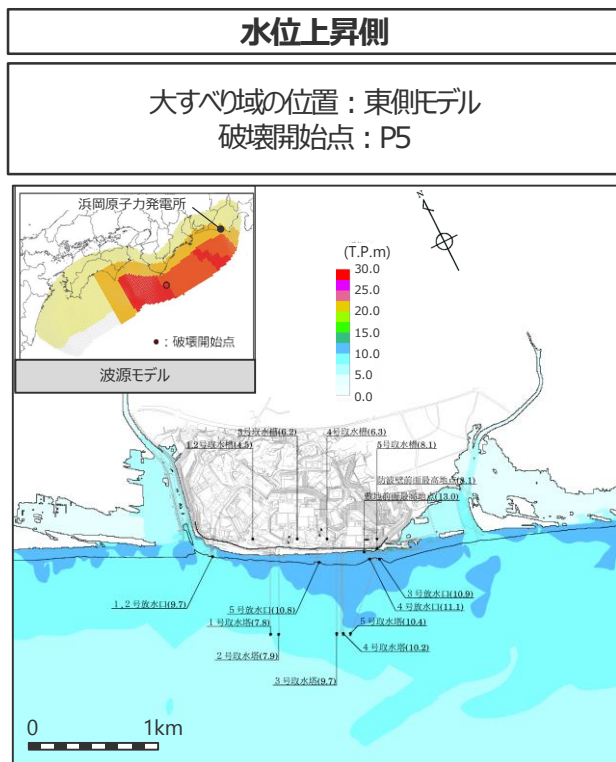 水位上昇側
大すべり域の位置：東側モデル
破壊開始点：P5
浜岡原子力発電所
●：破壊開始点
波源モデル
N
(T.P.m)
30.0
25.0
20.0
15.0
10.0
5.0
0.0
3号取水槽(6.2)
4号取水槽(6.3)
1,2号取水槽(4.5)
5号取水槽(8.1)
防波壁前面最高地点(8.1)
敷地前面最高地点(13.0)
1,2号放水口(9.7)
3号放水口(10.9)
4号放水口(11.1)
5号放水口(10.8)
1号取水塔(7.8)
5号取水塔(10.4)
4号取水塔(10.2)
2号取水塔(7.9)
3号取水塔(9.7)
0 1km